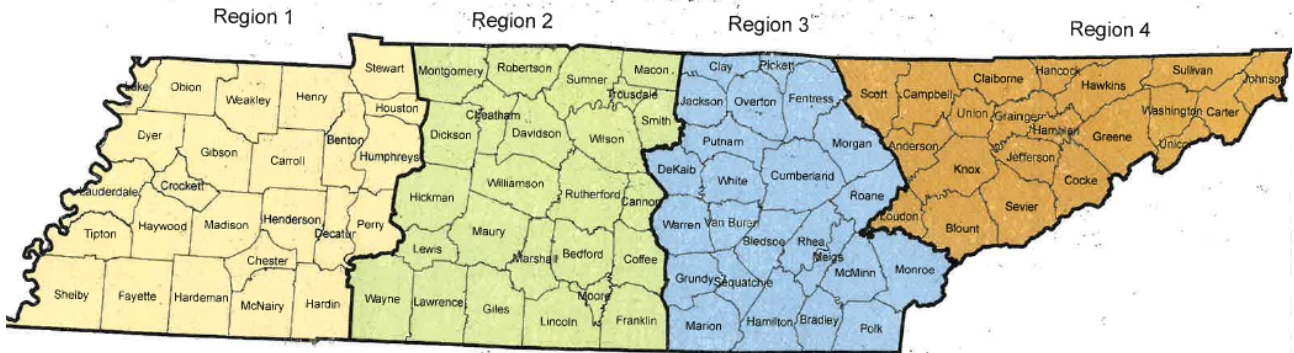 Region 1
Region 2
Region 3
Region 4
Lake
Obion
Weakley
Henry
Stewart
Houston
Dyer
Gibson
Carroll
Benton
Humphreys
Lauderdale
Crockett
Tipton
Haywood
Madison
Henderson
Decatur
Perry
Chester
Shelby
Fayette
Hardeman
McNairy
Hardin
Montgomery
Robertson
Sumner
Macon
Trousdale
Cheatham
Dickson
Davidson
Wilson
Smith
Hickman
Williamson
Rutherford
Cannon
Lewis
Maury
Marshall
Bedford
Coffee
Wayne
Lawrence
Giles
Moore
Lincoln
Franklin
Clay
Pickett
Jackson
Overton
Fentress
Putnam
Morgan
DeKalb
White
Cumberland
Roane
Warren
Van Buren
Bledsoe
Rhea
Meigs
McMinn
Monroe
Grundy
Sequatchie
Marion
Hamilton
Bradley
Polk
Scott
Campbell
Claiborne
Hancock
Hawkins
Sullivan
Johnson
Union
Grainger
Hamblen
Greene
Washington
Carter
Unicoi
Anderson
Knox
Jefferson
Cocke
Loudon
Blount
Sevier